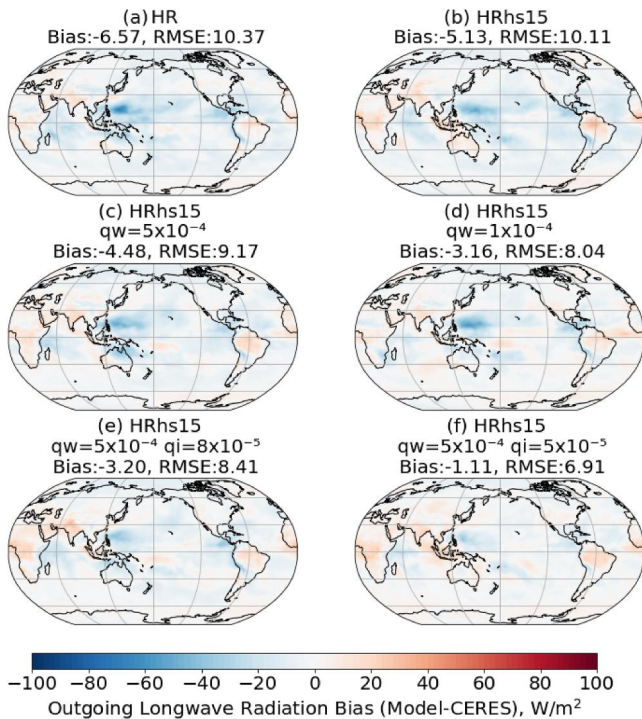 (a) HR
Bias:-6.57, RMSE:10.37
(b) HRhs15
Bias:-5.13, RMSE:10.11
(c) HRhs15
qw=5x10⁻⁴
Bias:-4.48, RMSE:9.17
(d) HRhs15
qw=1x10⁻⁴
Bias:-3.16, RMSE:8.04
(e) HRhs15
qw=5x10⁻⁴ qi=8x10⁻⁵
Bias:-3.20, RMSE:8.41
(f) HRhs15
qw=5x10⁻⁴ qi=5x10⁻⁵
Bias:-1.11, RMSE:6.91
−100 −80 −60 −40 −20 0 20 40 60 80 100
Outgoing Longwave Radiation Bias (Model-CERES), W/m²